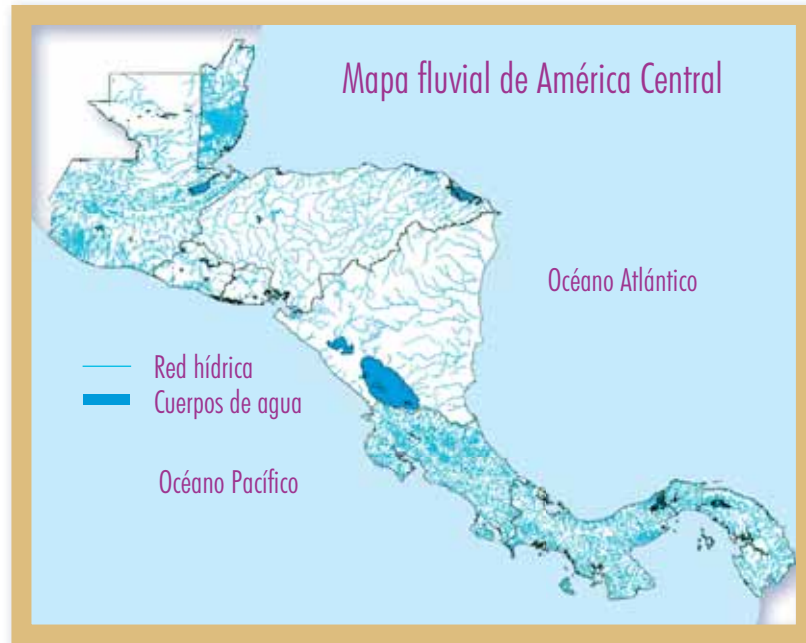 Mapa fluvial de América Central
Océano Atlántico
Red hídrica
Cuerpos de agua
Océano Pacífico